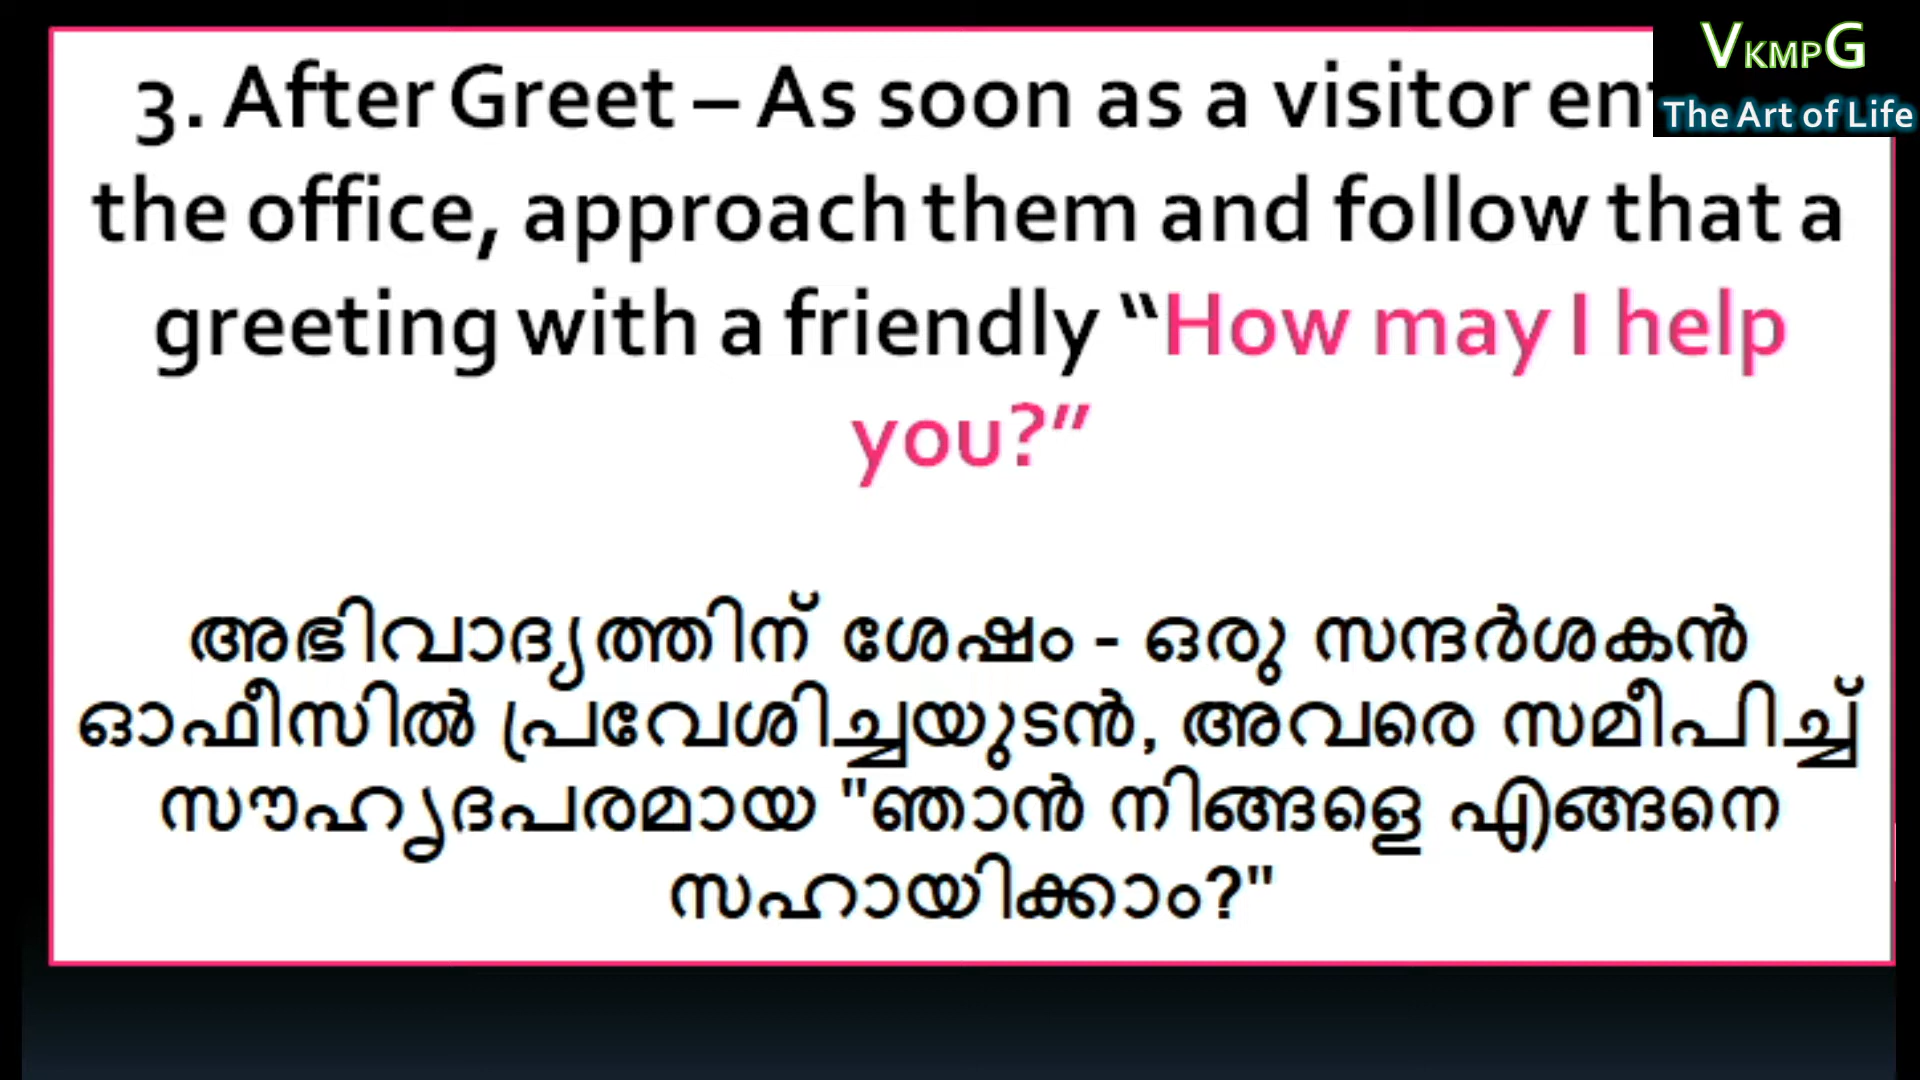 VKMPG
The Art of Life
3. After Greet – As soon as a visitor
the office, approach them and follow that a
greeting with a friendly “How may I help
you?”
അഭിവാദ്യത്തിന് ശേഷം - ഒരു സന്ദർശകൻ
ഓഫീസിൽ പ്രവേശിച്ചയുടൻ, അവരെ സമീപിച്ച്
സൗഹൃദപരമായ "ഞാൻ നിങ്ങളെ എങ്ങനെ
സഹായിക്കാം?"